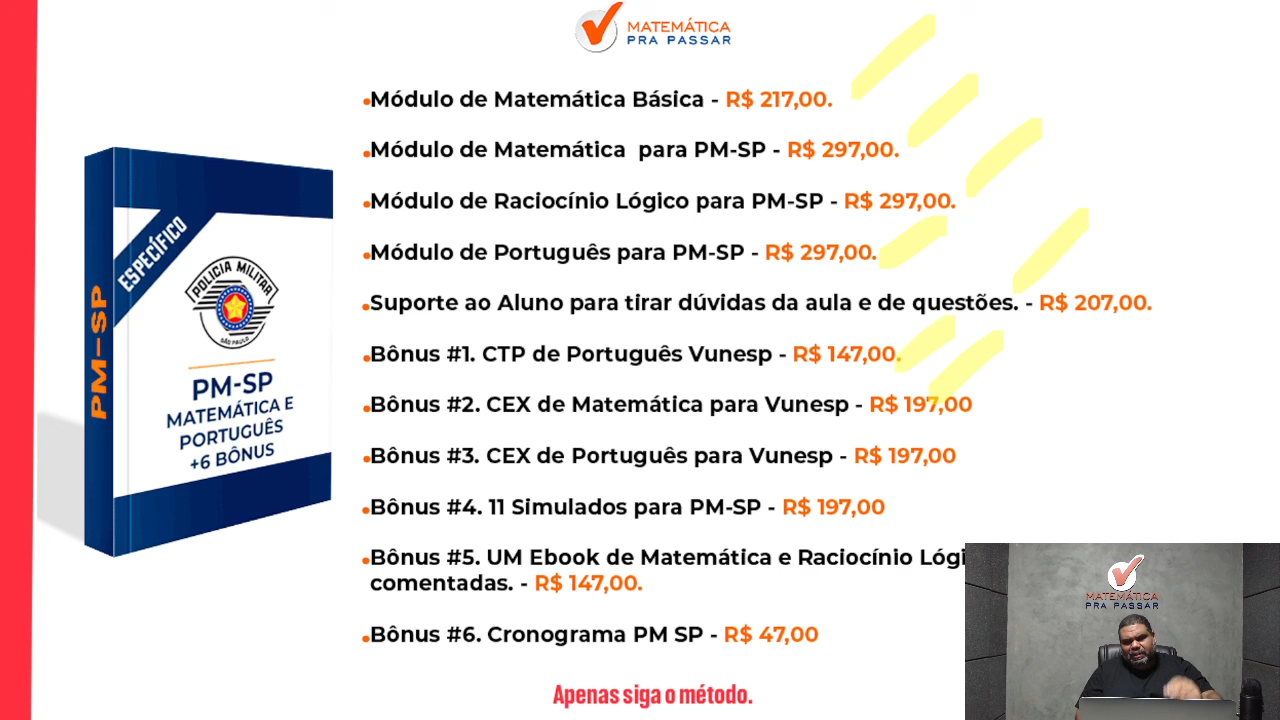 MATEMÁTICA
PRA PASSAR
•Módulo de Matemática Básica - R$ 217,00.
•Módulo de Matemática para PM-SP - R$ 297,00.
•Módulo de Raciocínio Lógico para PM-SP - R$ 297,00.
•Módulo de Português para PM-SP - R$ 297,00.
•Suporte ao Aluno para tirar dúvidas da aula e de questões. - R$ 207,00.
•Bônus #1. CTP de Português Vunesp - R$ 147,00.
•Bônus #2. CEX de Matemática para Vunesp - R$ 197,00
•Bônus #3. CEX de Português para Vunesp - R$ 197,00
•Bônus #4. 11 Simulados para PM-SP - R$ 197,00
•Bônus #5. UM Ebook de Matemática e Raciocínio
comentadas. - R$ 147,00.
•Bônus #6. Cronograma PM SP - R$ 47,00
Apenas siga o método.
PM-SP
ESPECÍFICO
POLÍCIA MILITAR
SÃO PAULO
PM-SP
MATEMÁTICA E
PORTUGUÊS
+6 BÔNUS
MATEMÁTICA
PRA PASSAR